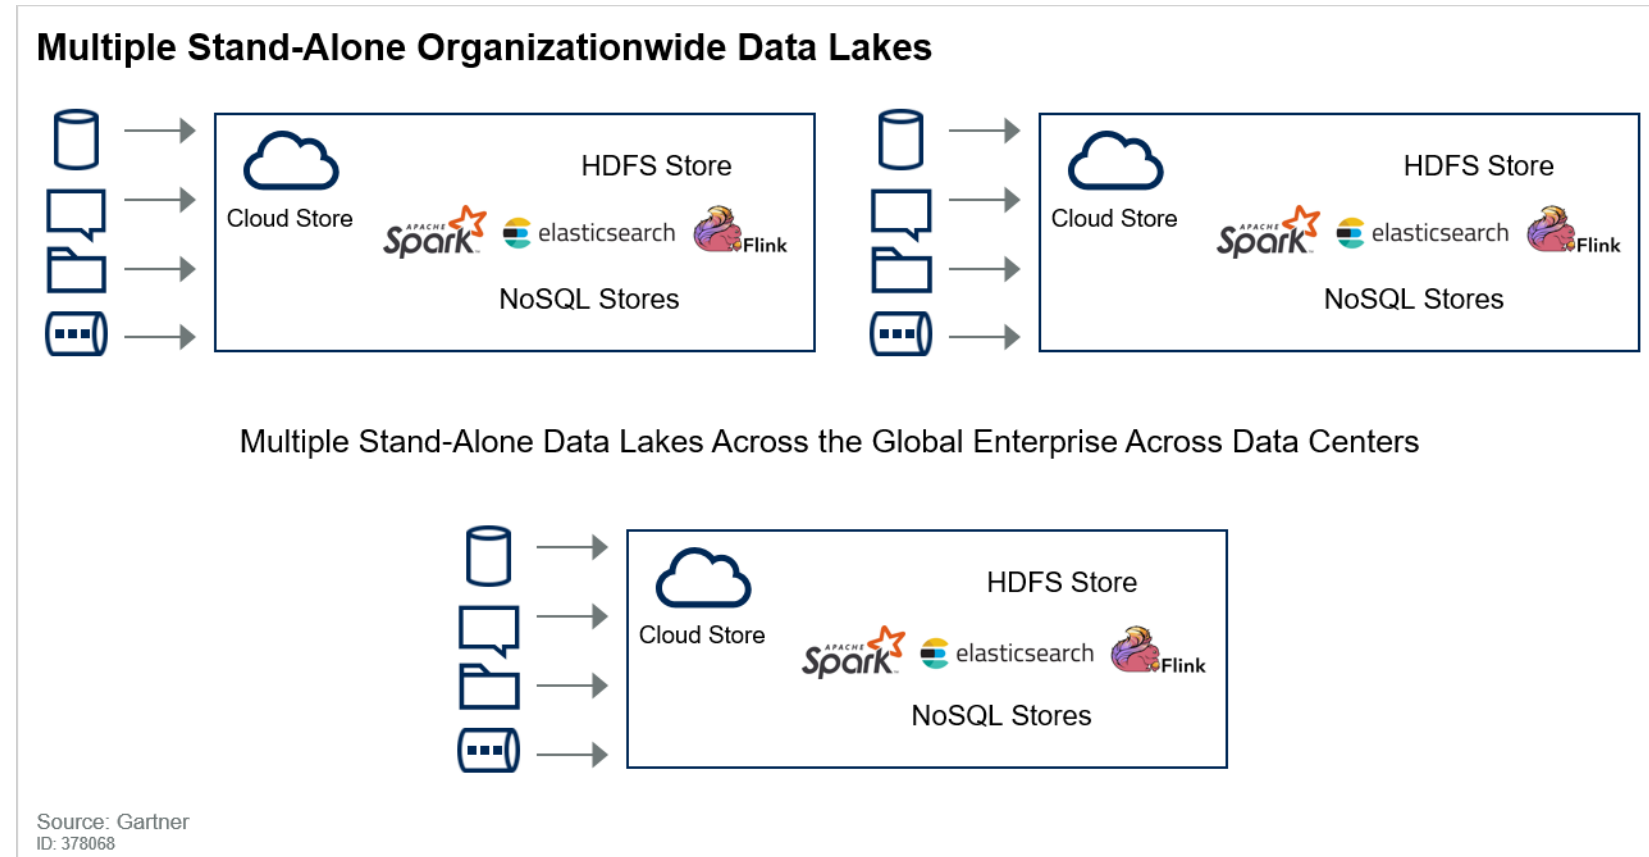 Multiple Stand-Alone Organizationwide Data Lakes
HDFS Store
Cloud Store
APACHE
Spark
elasticsearch
Flink
NoSQL Stores
HDFS Store
Cloud Store
APACHE
Spark
elasticsearch
Flink
NoSQL Stores
Multiple Stand-Alone Data Lakes Across the Global Enterprise Across Data Centers
HDFS Store
Cloud Store
APACHE
Spark
elasticsearch
Flink
NoSQL Stores
Source: Gartner
ID: 378068